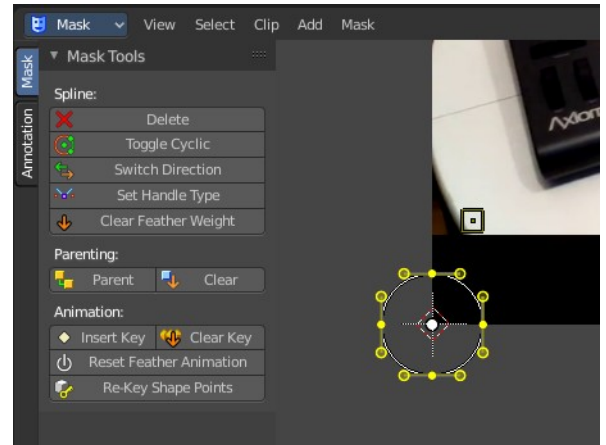 Mask View Select Clip Add Mask
Mask
Annotation
Mask Tools
Spline:
Delete
Toggle Cyclic
Switch Direction
Set Handle Type
Clear Feather Weight
Parenting:
Parent Clear
Animation:
Insert Key Clear Key
Reset Feather Animation
Re-Key Shape Points
Axiom